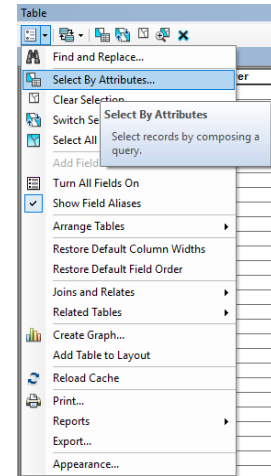 Table
er
Find and Replace...
Select By Attributes...
Clear Selection
Switch Se
Select All
Add Field
Select By Attributes
Select records by composing a
query.
Turn All Fields On
Show Field Aliases
Arrange Tables
Restore Default Column Widths
Restore Default Field Order
Joins and Relates
Related Tables
Create Graph...
Add Table to Layout
Reload Cache
Print...
Reports
Export...
Appearance...